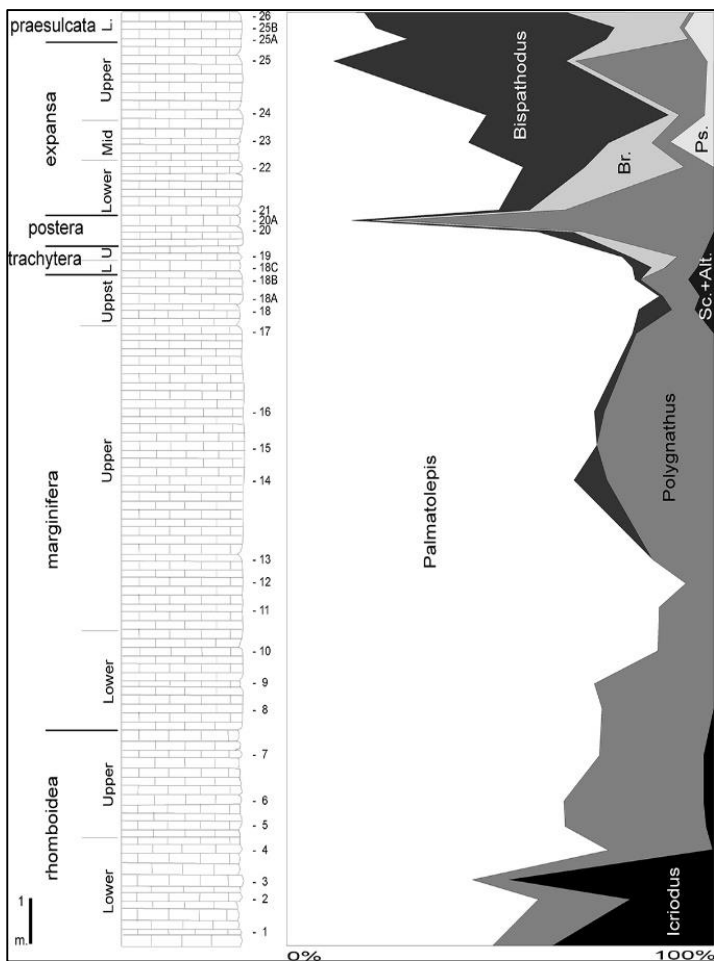 praesulcata
L.
- 26
- 25B
- 25A
expansa
Upper
- 25
- 24
Mid
- 23
- 22
Lower
- 21
postera
- 20A
- 20
trachytera
U
- 19
L
- 18C
marginifera
Uppst
- 18B
- 18A
- 18
Upper
- 17
- 16
- 15
- 14
- 13
- 12
- 11
Lower
- 10
- 9
- 8
rhomboidea
Upper
- 7
- 6
- 5
Lower
- 4
- 3
- 2
- 1
1
m.
Palmatolepis
Bispathodus
Br.
Ps.
Sc.+Alt.
Polygnathus
Icriodus
0%
100%